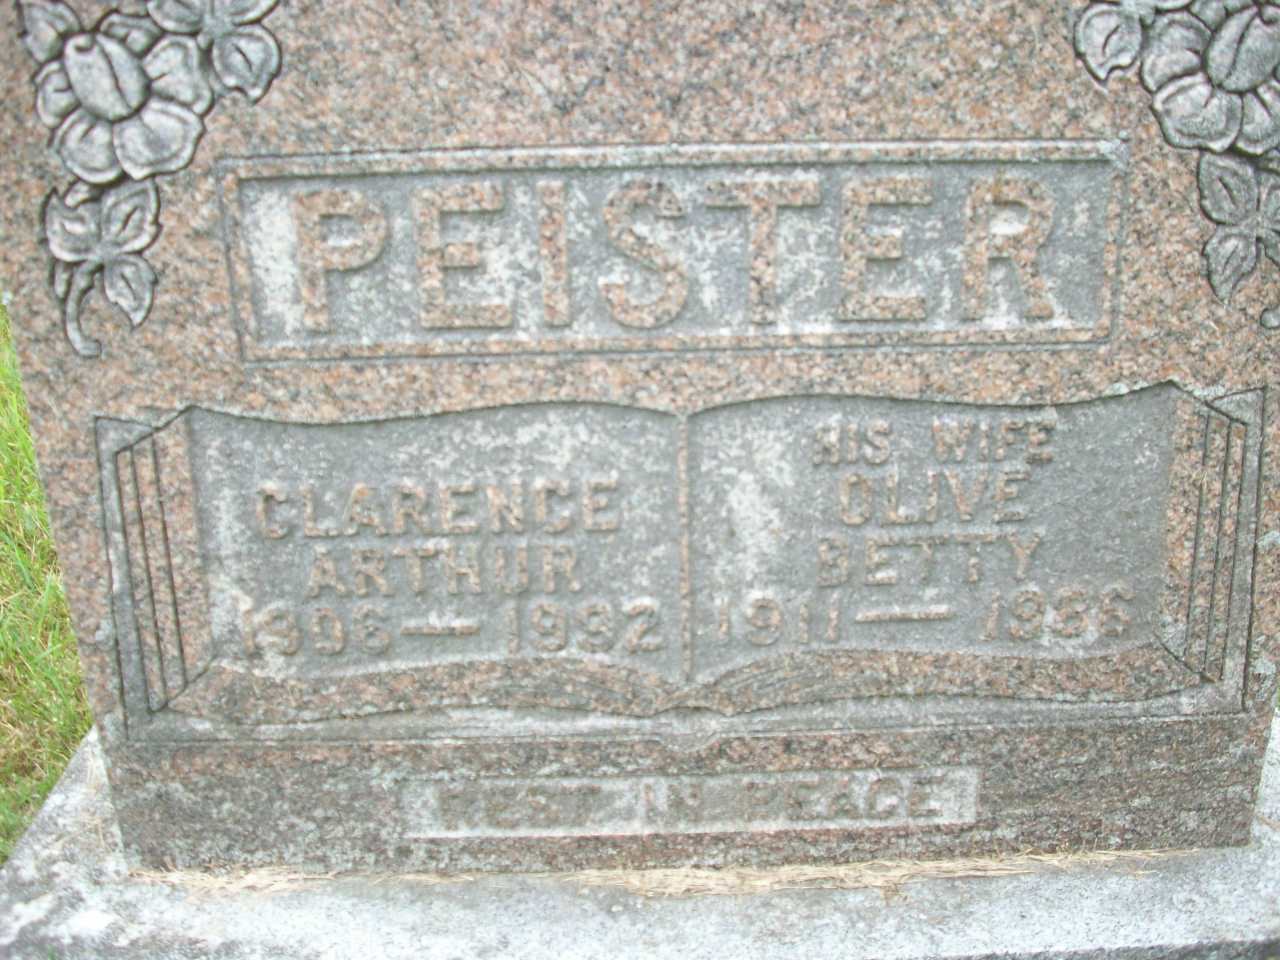 PEISTER
CLARENCE
ARTHUR
1906 — 1992
HIS WIFE
OLIVE
BETTY
1911 — 1986
REST IN PEACE